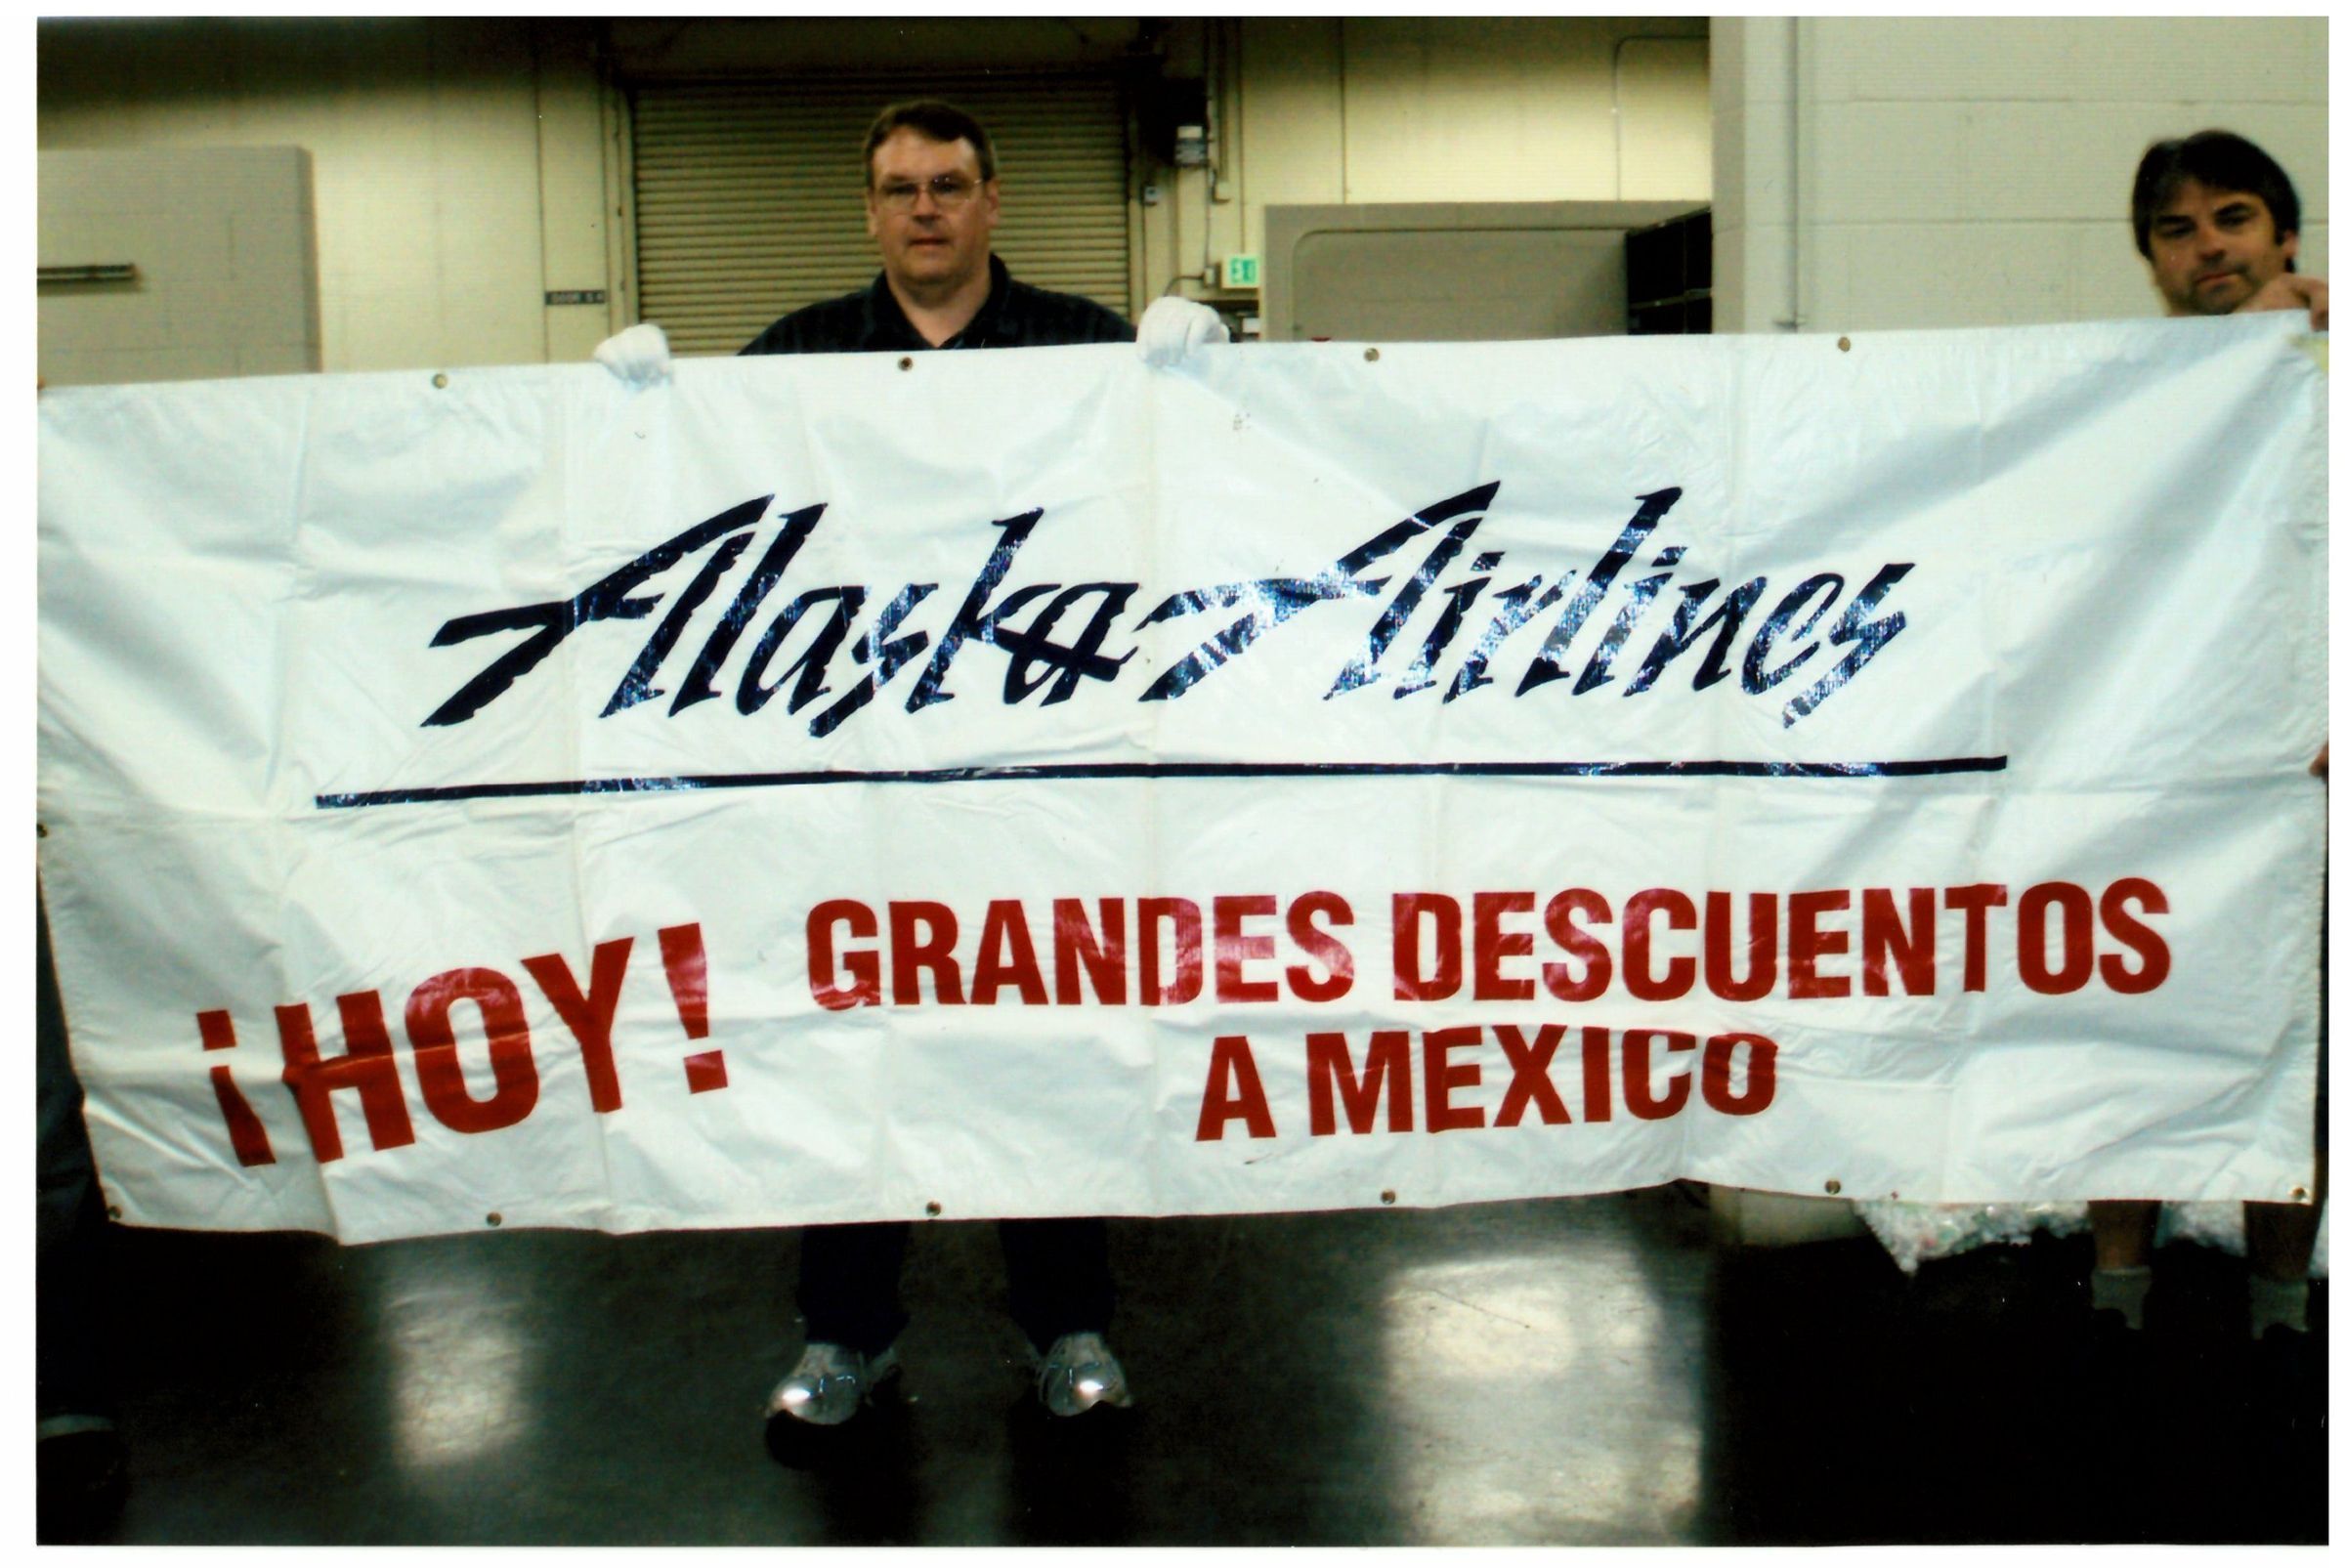 Alaska Airlines
¡HOY! GRANDES DESCUENTOS
A MEXICO